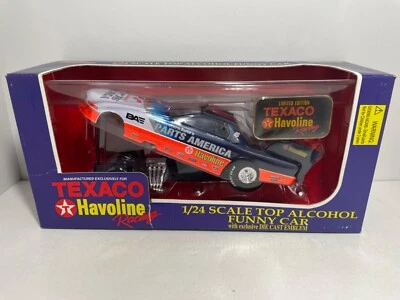 LIMITED EDITION
TEXACO
Havoline
Racing
WARNING
BAE
PARTS AMERICA
Havoline
MANUFACTURED EXCLUSIVELY FOR
TEXACO
Havoline
Racing
1/24 SCALE TOP ALCOHOL
FUNNY CAR
with exclusive DIE CAST EMBLEM